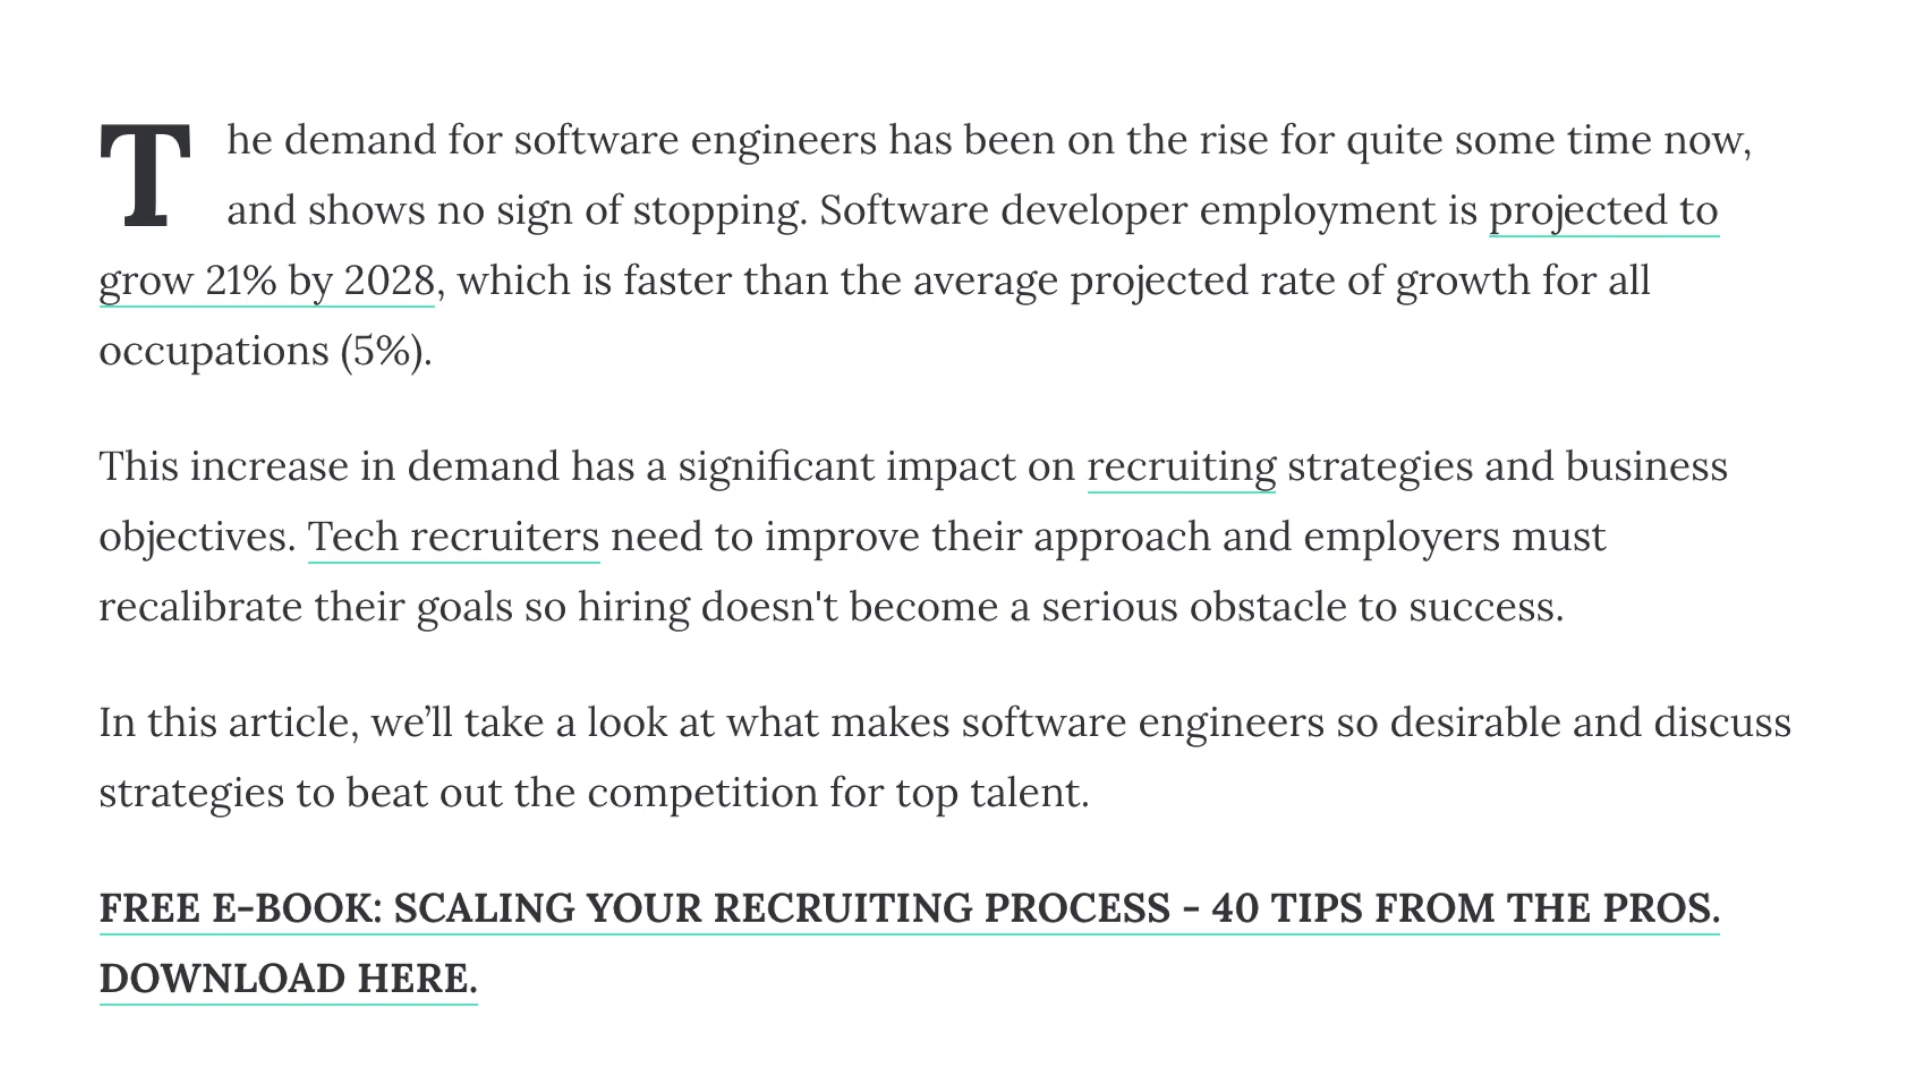 The demand for software engineers has been on the rise for quite some time now,
and shows no sign of stopping. Software developer employment is projected to
grow 21% by 2028, which is faster than the average projected rate of growth for all
occupations (5%).
This increase in demand has a significant impact on recruiting strategies and business
objectives. Tech recruiters need to improve their approach and employers must
recalibrate their goals so hiring doesn't become a serious obstacle to success.
In this article, we’ll take a look at what makes software engineers so desirable and discuss
strategies to beat out the competition for top talent.
FREE E-BOOK: SCALING YOUR RECRUITING PROCESS - 40 TIPS FROM THE PROS.
DOWNLOAD HERE.